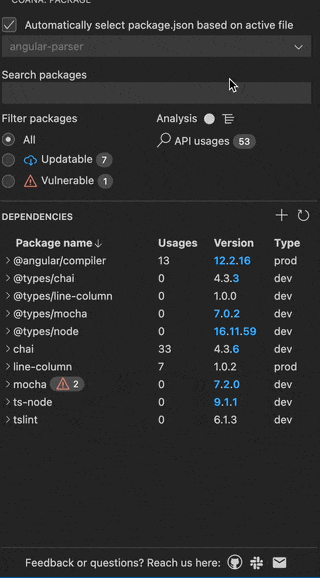 COANA: PACKAGE
Automatically select package.json based on active file
angular-parser
Search packages
Filter packages
Analysis
All
API usages 53
Updatable 7
Vulnerable 1
DEPENDENCIES
Package name Usages Version Type
@angular/compiler 13 12.2.16 prod
@types/chai 0 4.3.3 dev
@types/line-column 0 1.0.0 dev
@types/mocha 0 7.0.2 dev
@types/node 0 16.11.59 dev
chai 33 4.3.6 dev
line-column 7 1.0.2 prod
mocha 2 0 7.2.0 dev
ts-node 0 9.1.1 dev
tslint 0 6.1.3 dev
Feedback or questions? Reach us here: